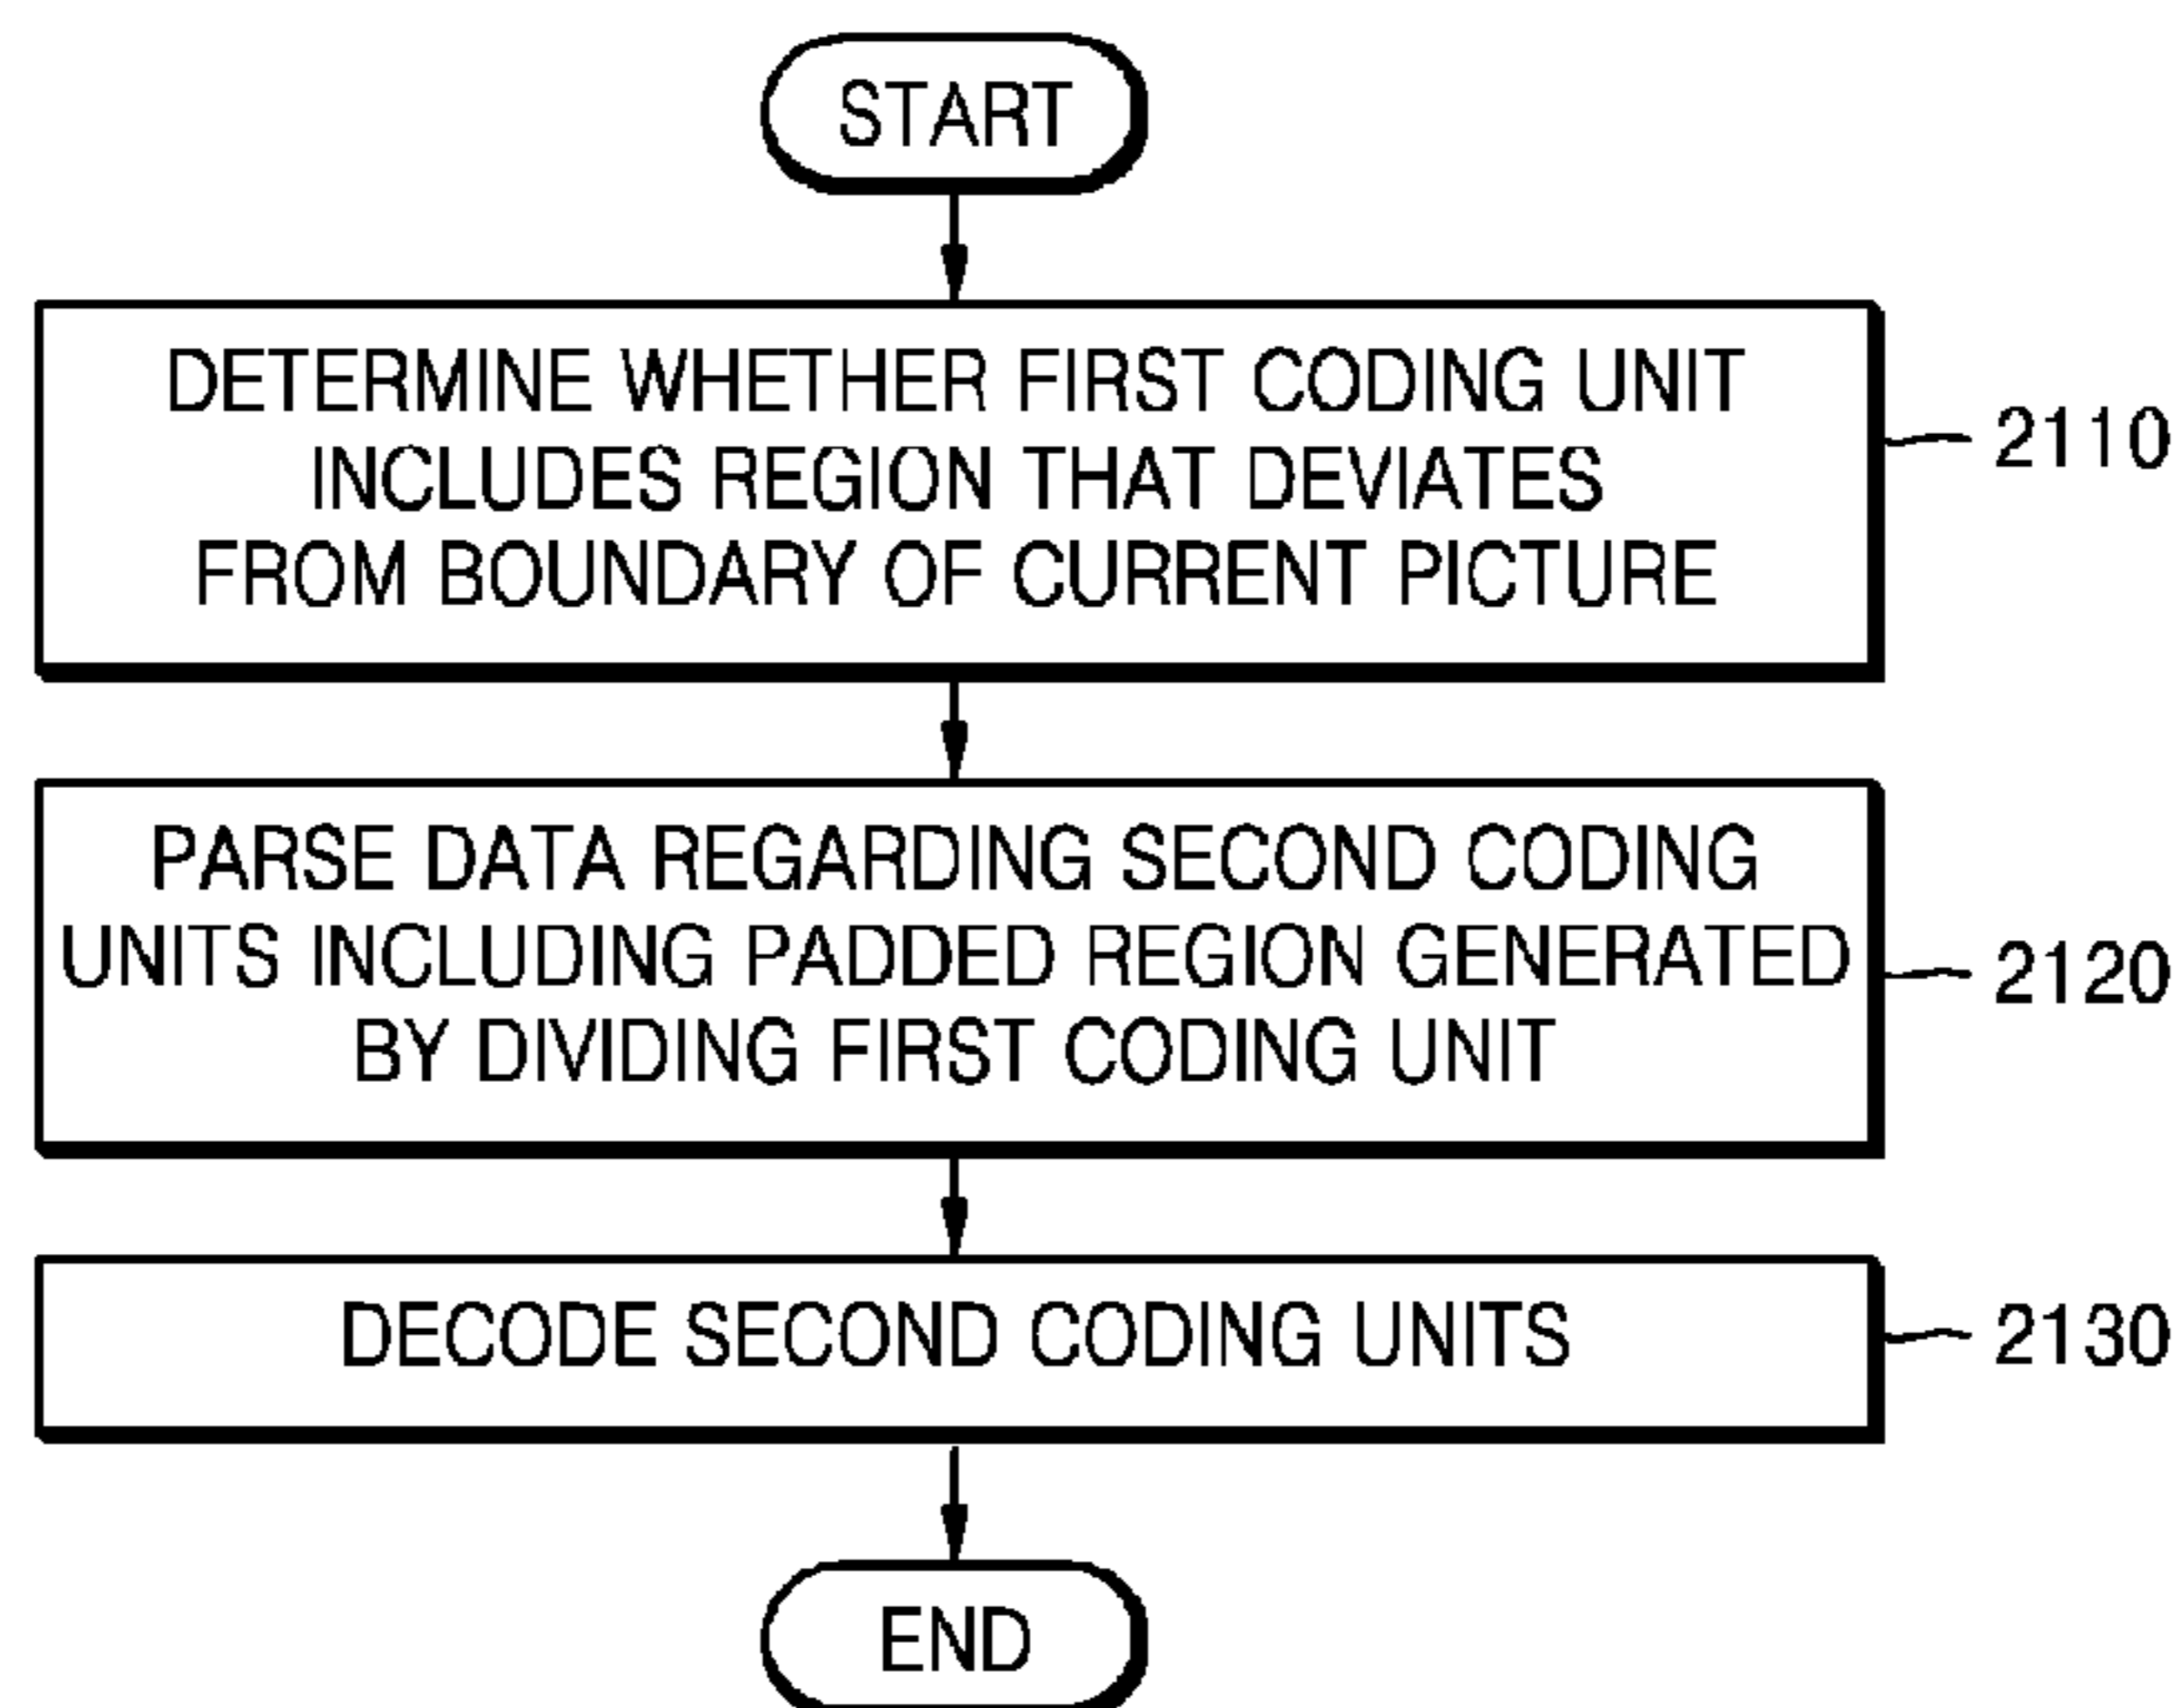 START
DETERMINE WHETHER FIRST CODING UNIT
INCLUDES REGION THAT DEVIATES
FROM BOUNDARY OF CURRENT PICTURE
2110
PARSE DATA REGARDING SECOND CODING
UNITS INCLUDING PADDED REGION GENERATED
BY DIVIDING FIRST CODING UNIT
2120
DECODE SECOND CODING UNITS
2130
END